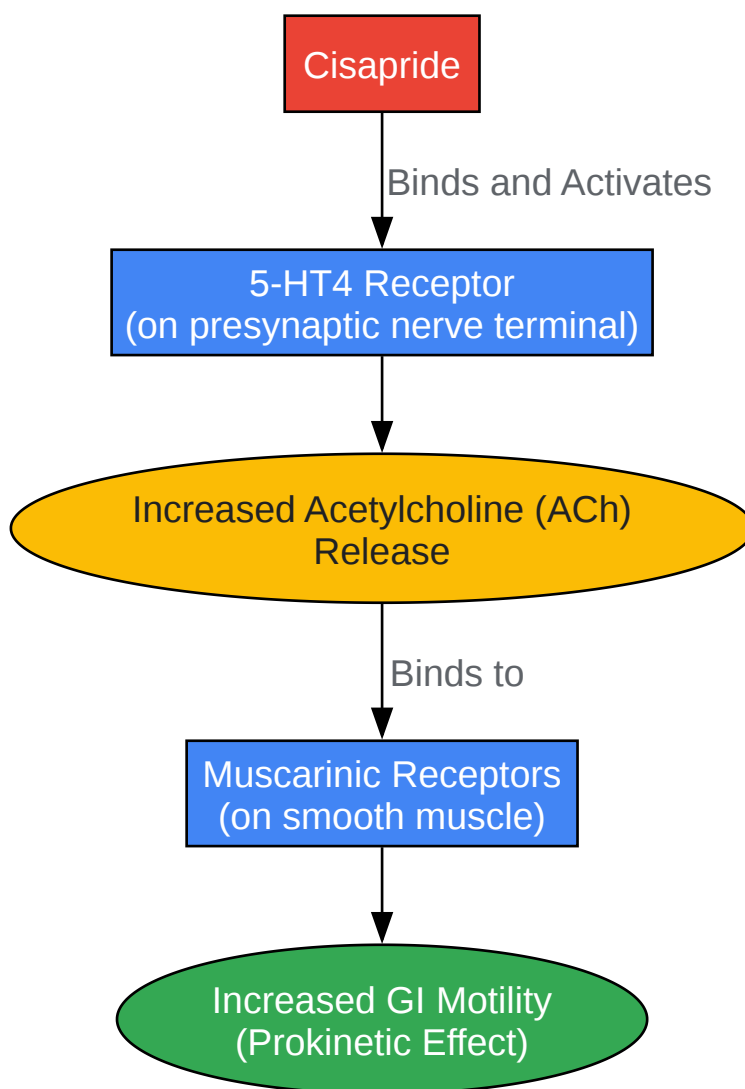 Cisapride
Binds and Activates
5-HT4 Receptor
(on presynaptic nerve terminal)
Increased Acetylcholine (ACh)
Release
Binds to
Muscarinic Receptors
(on smooth muscle)
Increased GI Motility
(Prokinetic Effect)